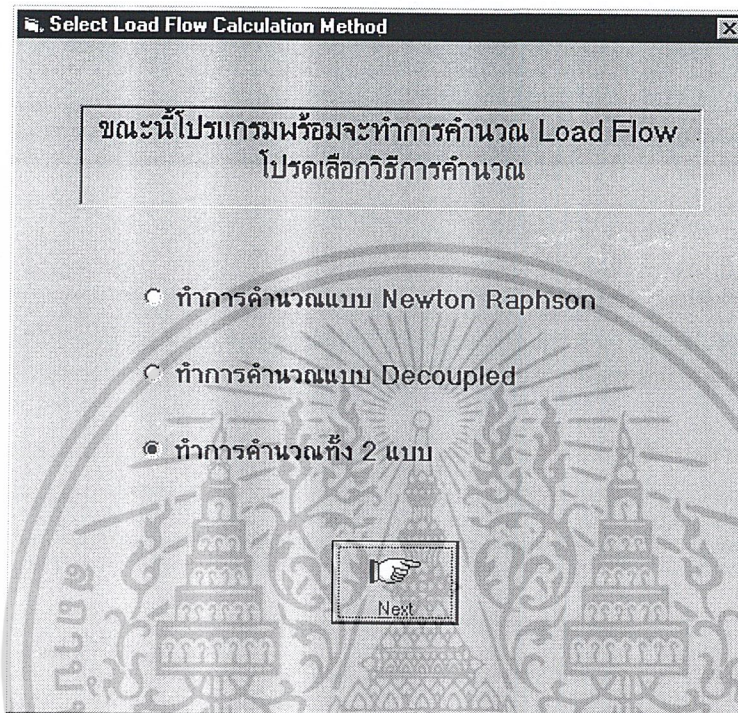 Select Load Flow Calculation Method
ขณะนี้โปรแกรมพร้อมจะทำการคำนวณ Load Flow
โปรดเลือกวิธีการคำนวณ
ทำการคำนวณแบบ Newton Raphson
ทำการคำนวณแบบ Decoupled
ทำการคำนวณทั้ง 2 แบบ
Next